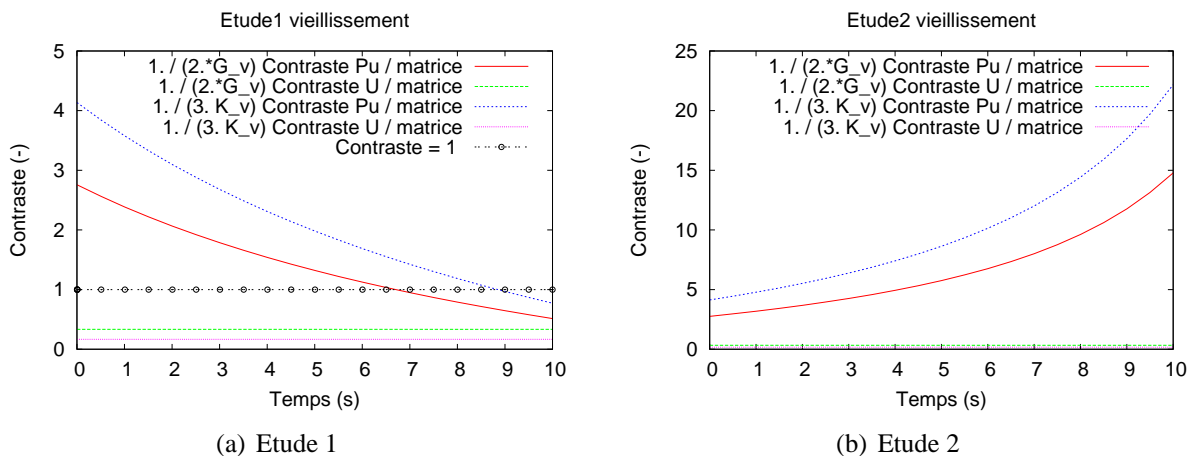 Etude1 vieillissement
5
4
3
2
1
0
Contraste (-)
1. / (2.*G_v) Contraste Pu / matrice
1. / (2.*G_v) Contraste U / matrice
1. / (3. K_v) Contraste Pu / matrice
1. / (3. K_v) Contraste U / matrice
Contraste = 1
0 1 2 3 4 5 6 7 8 9 10
Temps (s)
(a) Etude 1
Etude2 vieillissement
25
20
15
10
5
0
Contraste (-)
1. / (2.*G_v) Contraste Pu / matrice
1. / (2.*G_v) Contraste U / matrice
1. / (3. K_v) Contraste Pu / matrice
1. / (3. K_v) Contraste U / matrice
0 1 2 3 4 5 6 7 8 9 10
Temps (s)
(b) Etude 2